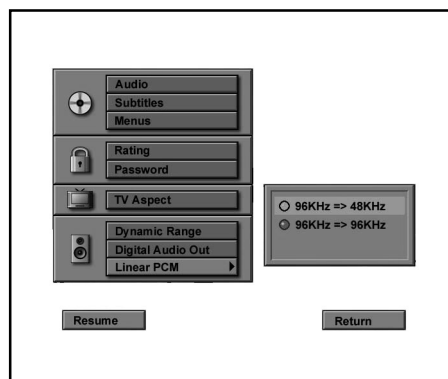 Audio
Subtitles
Menus
Rating
Password
TV Aspect
Dynamic Range
Digital Audio Out
Linear PCM
96KHz => 48KHz
96KHz => 96KHz
Resume
Return